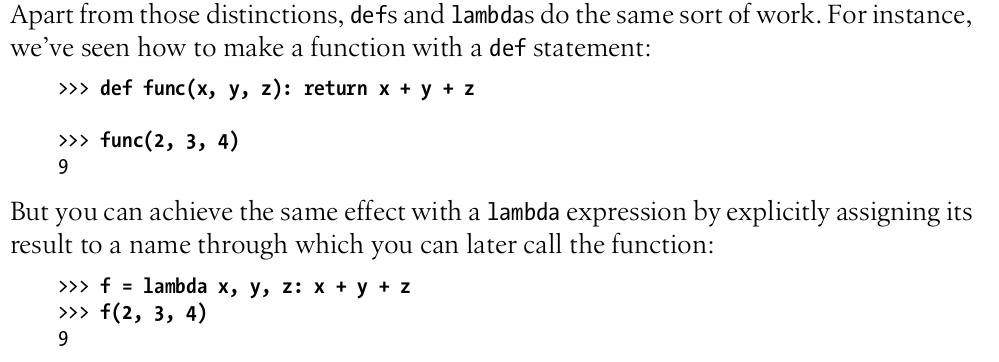 Apart from those distinctions, defs and lambdas do the same sort of work. For instance,
we’ve seen how to make a function with a def statement:
>>> def func(x, y, z): return x + y + z
>>> func(2, 3, 4)
9
But you can achieve the same effect with a lambda expression by explicitly assigning its
result to a name through which you can later call the function:
>>> f = lambda x, y, z: x + y + z
>>> f(2, 3, 4)
9